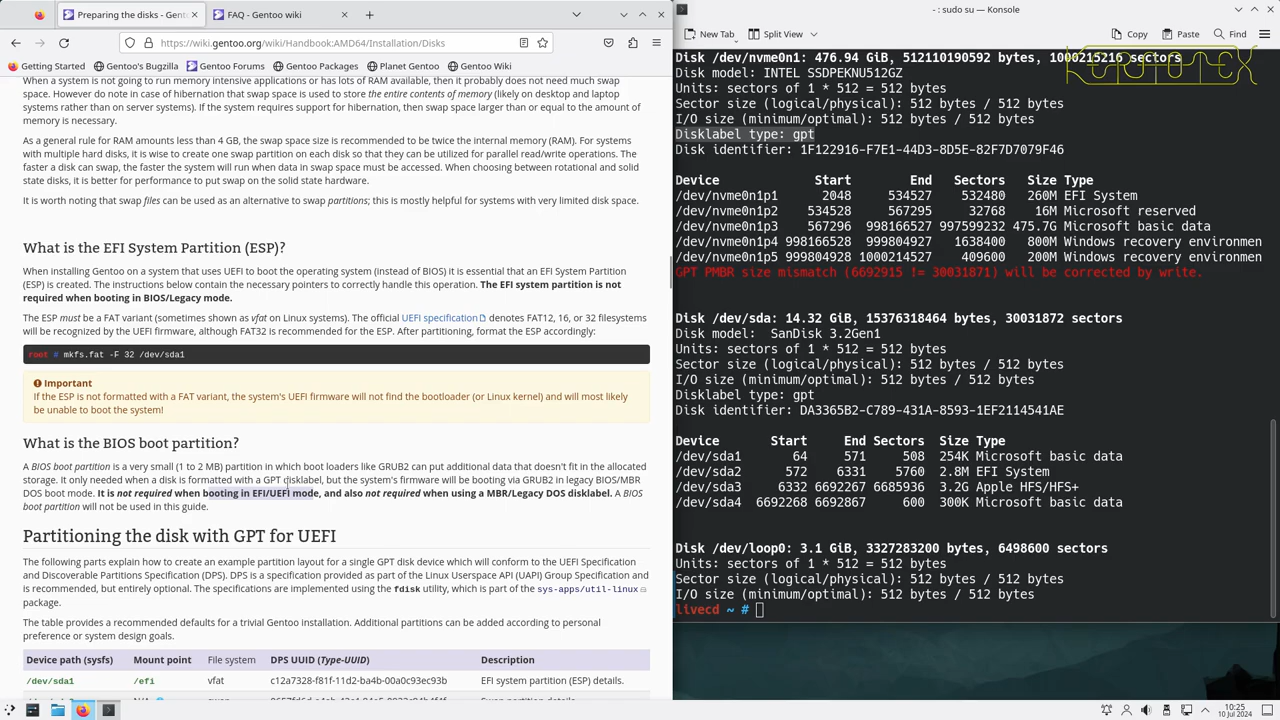 Preparing the disks - Gentoo
FAQ - Gentoo wiki
https://wiki.gentoo.org/wiki/Handbook:AMD64/Installation/Disks
Getting Started
Gentoo's Bugzilla
Gentoo Forums
Gentoo Packages
Planet Gentoo
Gentoo Wiki
When a system is not going to run memory intensive applications or has lots of RAM available, then it probably does not need much swap
space. However do note in case of hibernation that swap space is used to store the entire contents of memory (likely on desktop and laptop
systems rather than on server systems). If the system requires support for hibernation, then swap space larger than or equal to the amount of
memory is necessary.
As a general rule for RAM amounts less than 4 GB, the swap space size is recommended to be twice the internal memory (RAM). For systems
with multiple hard disks, it is wise to create one swap partition on each disk so that they can be utilized for parallel read/write operations. The
faster a disk can swap, the faster the system will run when data in swap space must be accessed. When choosing between rotational and solid
state disks, it is better for performance to put swap on the solid state hardware.
It is worth noting that swap files can be used as an alternative to swap partitions; this is mostly helpful for systems with very limited disk space.
What is the EFI System Partition (ESP)?
When installing Gentoo on a system that uses UEFI to boot the operating system (instead of BIOS) it is essential that an EFI System Partition
(ESP) is created. The instructions below contain the necessary pointers to correctly handle this operation. The EFI system partition is not
required when booting in BIOS/Legacy mode.
The ESP must be a FAT variant (sometimes shown as vfat on Linux systems). The official UEFI specification denotes FAT12, 16, or 32 filesystems
will be recognized by the UEFI firmware, although FAT32 is recommended for the ESP. After partitioning, format the ESP accordingly:
root # mkfs.fat -F 32 /dev/sda1
Important
If the ESP is not formatted with a FAT variant, the system's UEFI firmware will not find the bootloader (or Linux kernel) and will most likely
be unable to boot the system!
What is the BIOS boot partition?
A BIOS boot partition is a very small (1 to 2 MB) partition in which boot loaders like GRUB2 can put additional data that doesn't fit in the allocated
storage. It only needed when a disk is formatted with a GPT disklabel, but the system's firmware will be booting via GRUB2 in legacy BIOS/MBR
DOS boot mode. It is not required when booting in EFI/UEFI mode, and also not required when using a MBR/Legacy DOS disklabel. A BIOS
boot partition will not be used in this guide.
Partitioning the disk with GPT for UEFI
The following parts explain how to create an example partition layout for a single GPT disk device which will conform to the UEFI Specification
and Discoverable Partitions Specification (DPS). DPS is a specification provided as part of the Linux Userspace API (UAPI) Group Specification and
is recommended, but entirely optional. The specifications are implemented using the fdisk utility, which is part of the sys-apps/util-linux
package.
The table provides a recommended defaults for a trivial Gentoo installation. Additional partitions can be added according to personal
preference or system design goals.
Device path (sysfs) Mount point File system DPS UUID (Type-UUID) Description
/dev/sda1 /efi vfat c12a7328-f81f-11d2-ba4b-00a0c93ec93b EFI system partition details.
- : sudo su — Konsole
New Tab
Split View
Copy
Paste
Find
Disk /dev/nvme0n1: 476.94 GiB, 512110190592 bytes, 1000215216 sectors
Disk model: INTEL SSDPEKNU512GZ
Units: sectors of 1 * 512 = 512 bytes
Sector size (logical/physical): 512 bytes / 512 bytes
I/O size (minimum/optimal): 512 bytes / 512 bytes
Disklabel type: gpt
Disk identifier: 1F122916-F7E1-44D3-8D5E-82F7D7079F46
Device Start End Sectors Size Type
/dev/nvme0n1p1 2048 534527 532480 260M EFI System
/dev/nvme0n1p2 534528 567295 32768 16M Microsoft reserved
/dev/nvme0n1p3 567296 998166527 997599232 475.7G Microsoft basic data
/dev/nvme0n1p4 998166528 999804927 1638400 800M Windows recovery environmen
/dev/nvme0n1p5 999804928 1000214527 409600 200M Windows recovery environmen
GPT PMBR size mismatch (6692915 != 30031871) will be corrected by write.
Disk /dev/sda: 14.32 GiB, 15376318464 bytes, 30031872 sectors
Disk model:  SanDisk 3.2Gen1
Units: sectors of 1 * 512 = 512 bytes
Sector size (logical/physical): 512 bytes / 512 bytes
I/O size (minimum/optimal): 512 bytes / 512 bytes
Disklabel type: gpt
Disk identifier: DA3365B2-C789-431A-8593-1EF2114541AE
Device Start End Sectors Size Type
/dev/sda1 64 571 508 254K Microsoft basic data
/dev/sda2 572 6331 5760 2.8M EFI System
/dev/sda3 6332 6692267 6685936 3.2G Apple HFS/HFS+
/dev/sda4 6692268 6692867 600 300K Microsoft basic data
Disk /dev/loop0: 3.1 GiB, 3327283200 bytes, 6498600 sectors
Units: sectors of 1 * 512 = 512 bytes
Sector size (logical/physical): 512 bytes / 512 bytes
I/O size (minimum/optimal): 512 bytes / 512 bytes
livecd ~ #
10:25
10 Jul 2024